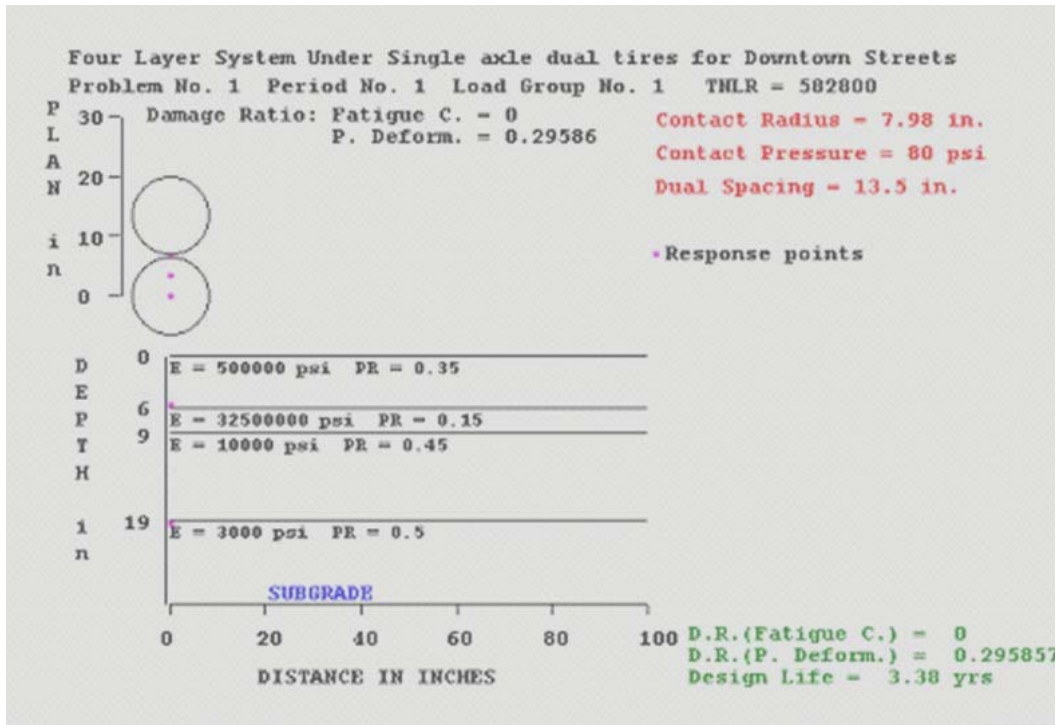 Four Layer System Under Single axle dual tires for Downtown Streets
Problem No. 1 Period No. 1 Load Group No. 1 TNLR = 582800
PLAN in
30
20
10
0
Damage Ratio: Fatigue C. = 0
P. Deform. = 0.29586
Contact Radius = 7.98 in.
Contact Pressure = 80 psi
Dual Spacing = 13.5 in.
Response points
DEPTH in
0
E = 500000 psi PR = 0.35
6
E = 32500000 psi PR = 0.15
9
E = 10000 psi PR = 0.45
19
E = 3000 psi PR = 0.5
SUBGRADE
0 20 40 60 80 100
DISTANCE IN INCHES
D.R.(Fatigue C.) = 0
D.R.(P. Deform.) = 0.295857
Design Life = 3.38 yrs